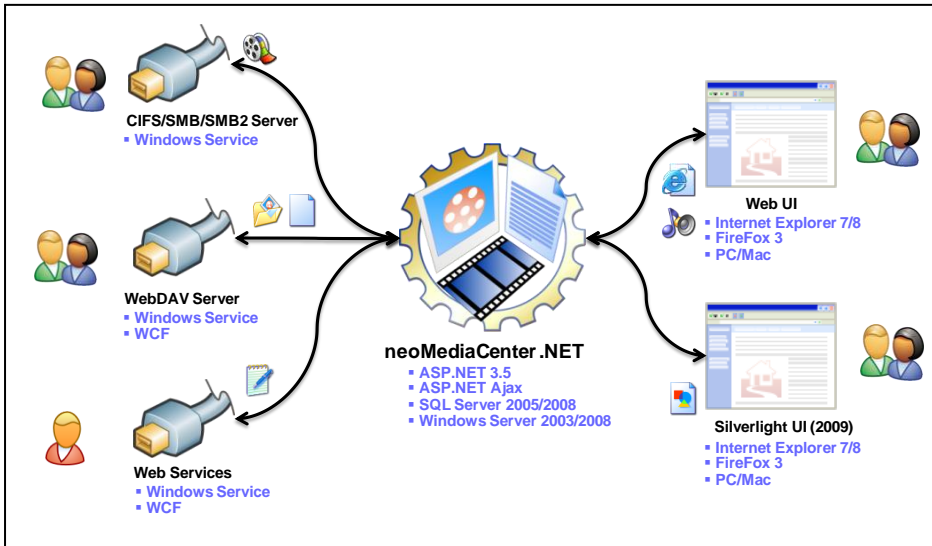 CIFS/SMB/SMB2 Server
▪ Windows Service
WebDAV Server
▪ Windows Service
▪ WCF
Web Services
▪ Windows Service
▪ WCF
neoMediaCenter.NET
▪ ASP.NET 3.5
▪ ASP.NET Ajax
▪ SQL Server 2005/2008
▪ Windows Server 2003/2008
Web UI
▪ Internet Explorer 7/8
▪ FireFox 3
▪ PC/Mac
Silverlight UI (2009)
▪ Internet Explorer 7/8
▪ FireFox 3
▪ PC/Mac